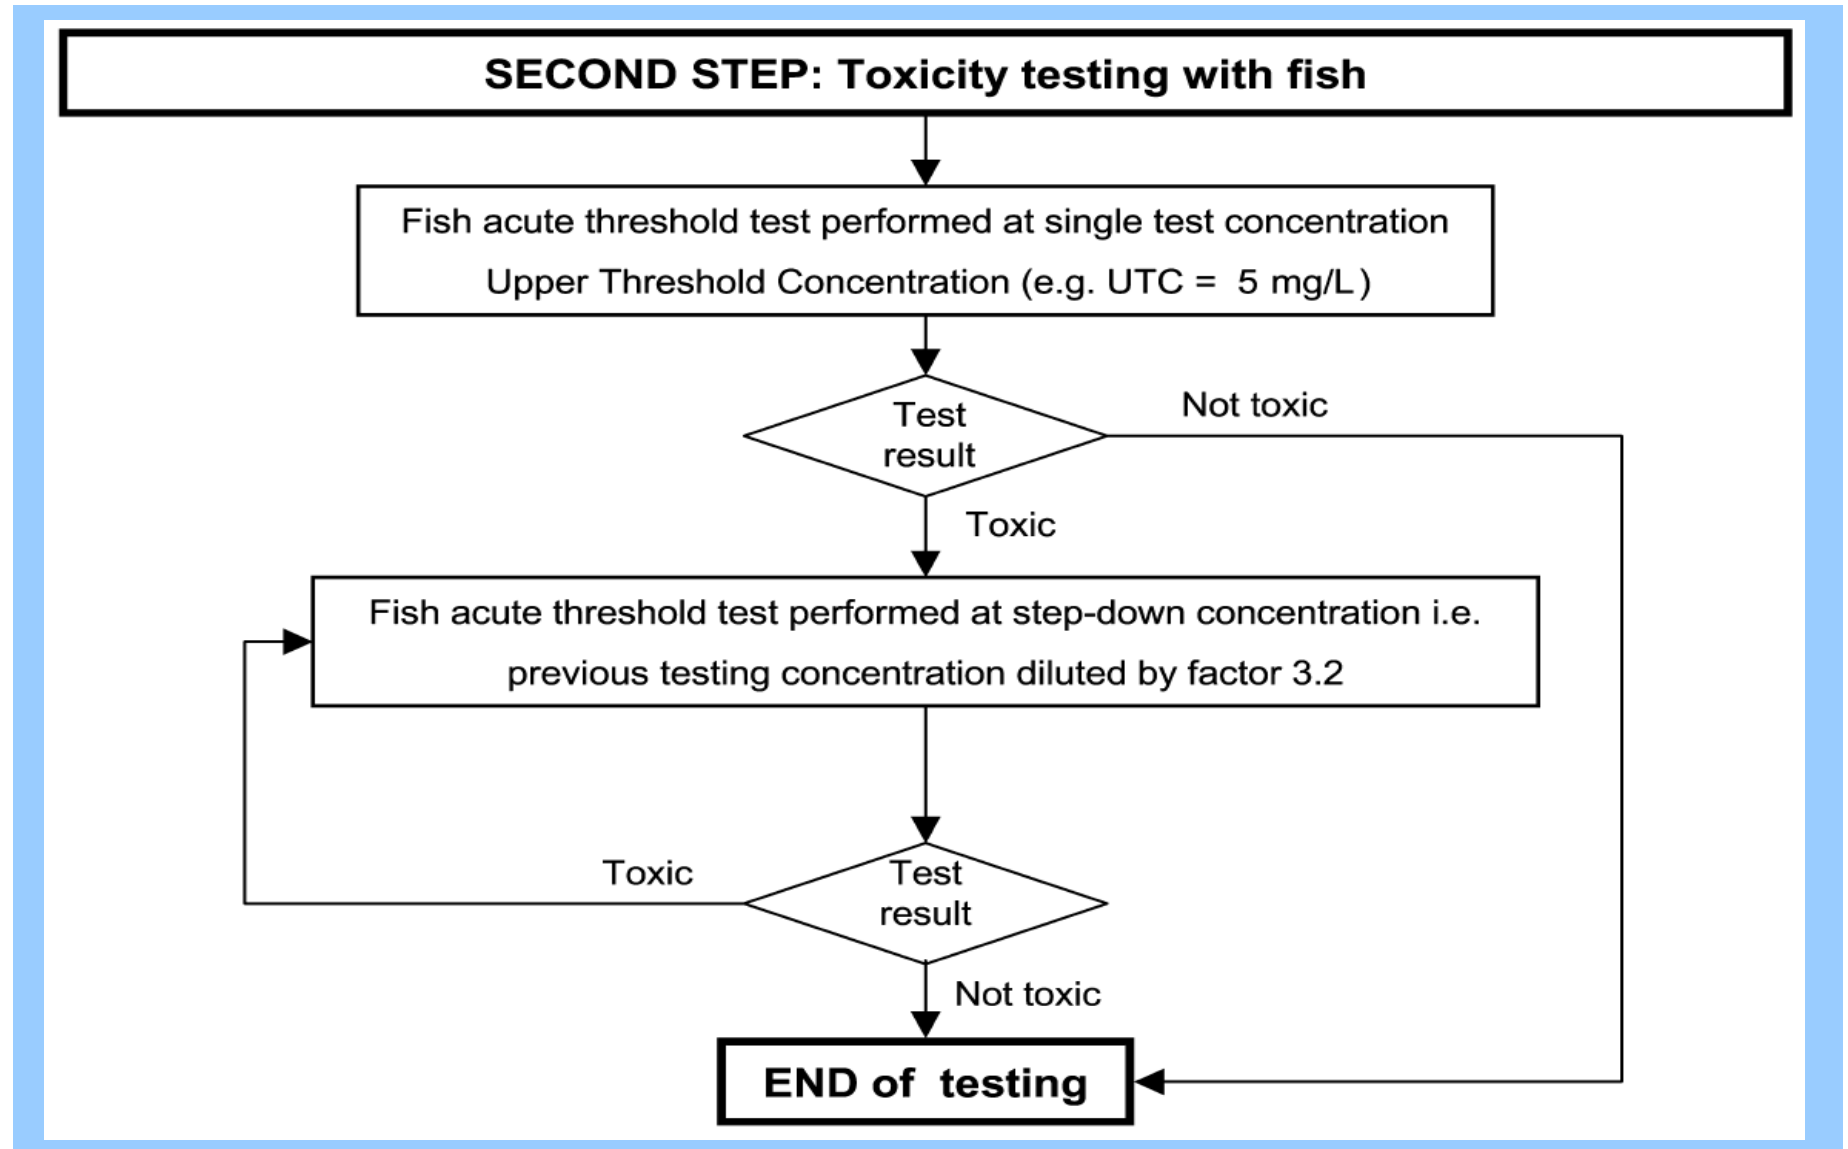 SECOND STEP: Toxicity testing with fish
Fish acute threshold test performed at single test concentration
Upper Threshold Concentration (e.g. UTC = 5 mg/L)
Test
result
Not toxic
Toxic
Fish acute threshold test performed at step-down concentration i.e.
previous testing concentration diluted by factor 3.2
Toxic
Test
result
Not toxic
END of testing